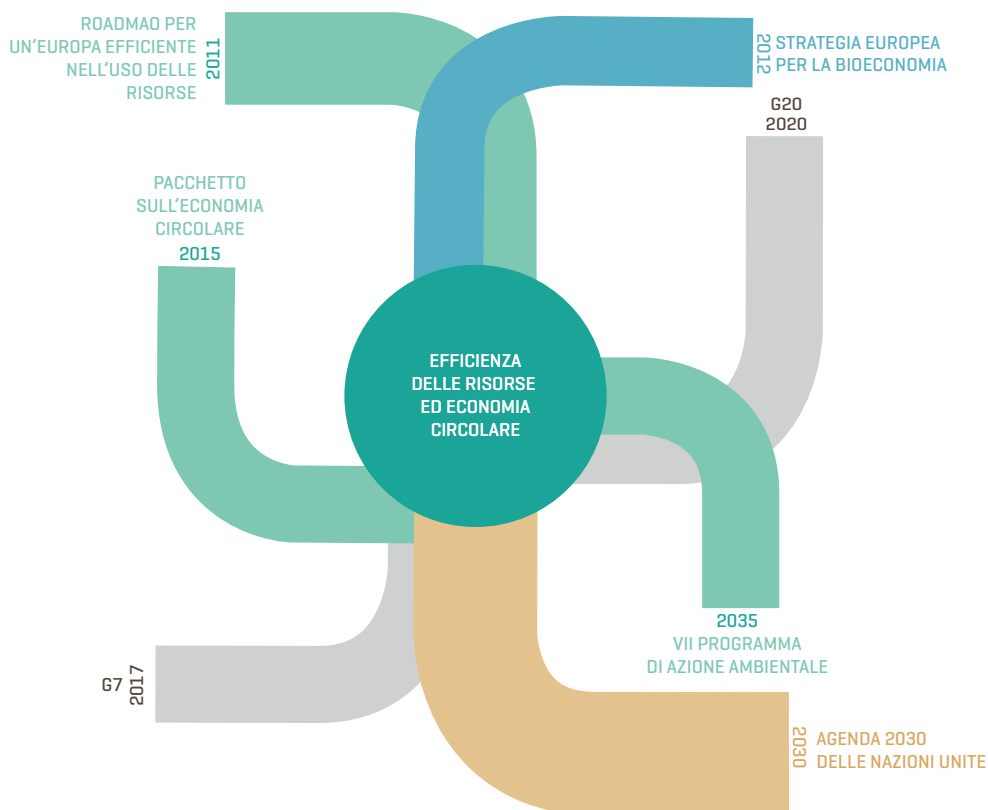 ROADMAO PER
UN'EUROPA EFFICIENTE
NELL'USO DELLE
RISORSE
2011
2012
STRATEGIA EUROPEA
PER LA BIOECONOMIA
G20
2020
PACCHETTO
SULL'ECONOMIA
CIRCOLARE
2015
EFFICIENZA
DELLE RISORSE
ED ECONOMIA
CIRCOLARE
2035
VII PROGRAMMA
DI AZIONE AMBIENTALE
G7
2017
2030
AGENDA 2030
DELLE NAZIONI UNITE